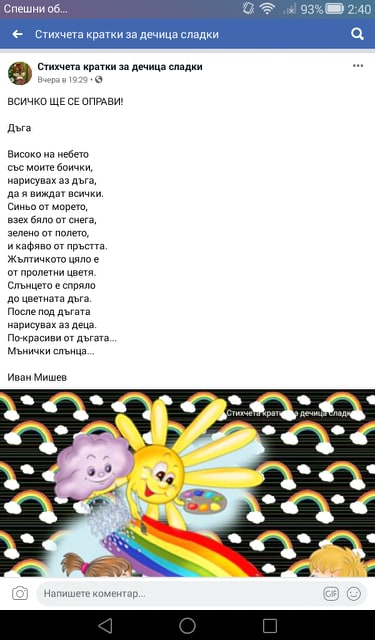 Спешни об...
93%
2:40
Стихчета кратки за дечица сладки
Стихчета кратки за дечица сладки
Вчера в 19:29
ВСИЧКО ЩЕ СЕ ОПРАВИ!
Дъга
Високо на небето
със моите боички,
нарисувах аз дъга,
да я виждат всички.
Синьо от морето,
взех бяло от снега,
зелено от полето,
и кафяво от пръстта.
Жълтичкото цяло е
от пролетни цветя.
Слънцето е спряло
до цветната дъга.
После под дъгата
нарисувах аз деца.
По-красиви от дъгата...
Мънички слънца...
Иван Мишев
Стихчета кратки за дечица сладки
Напишете коментар...
GIF